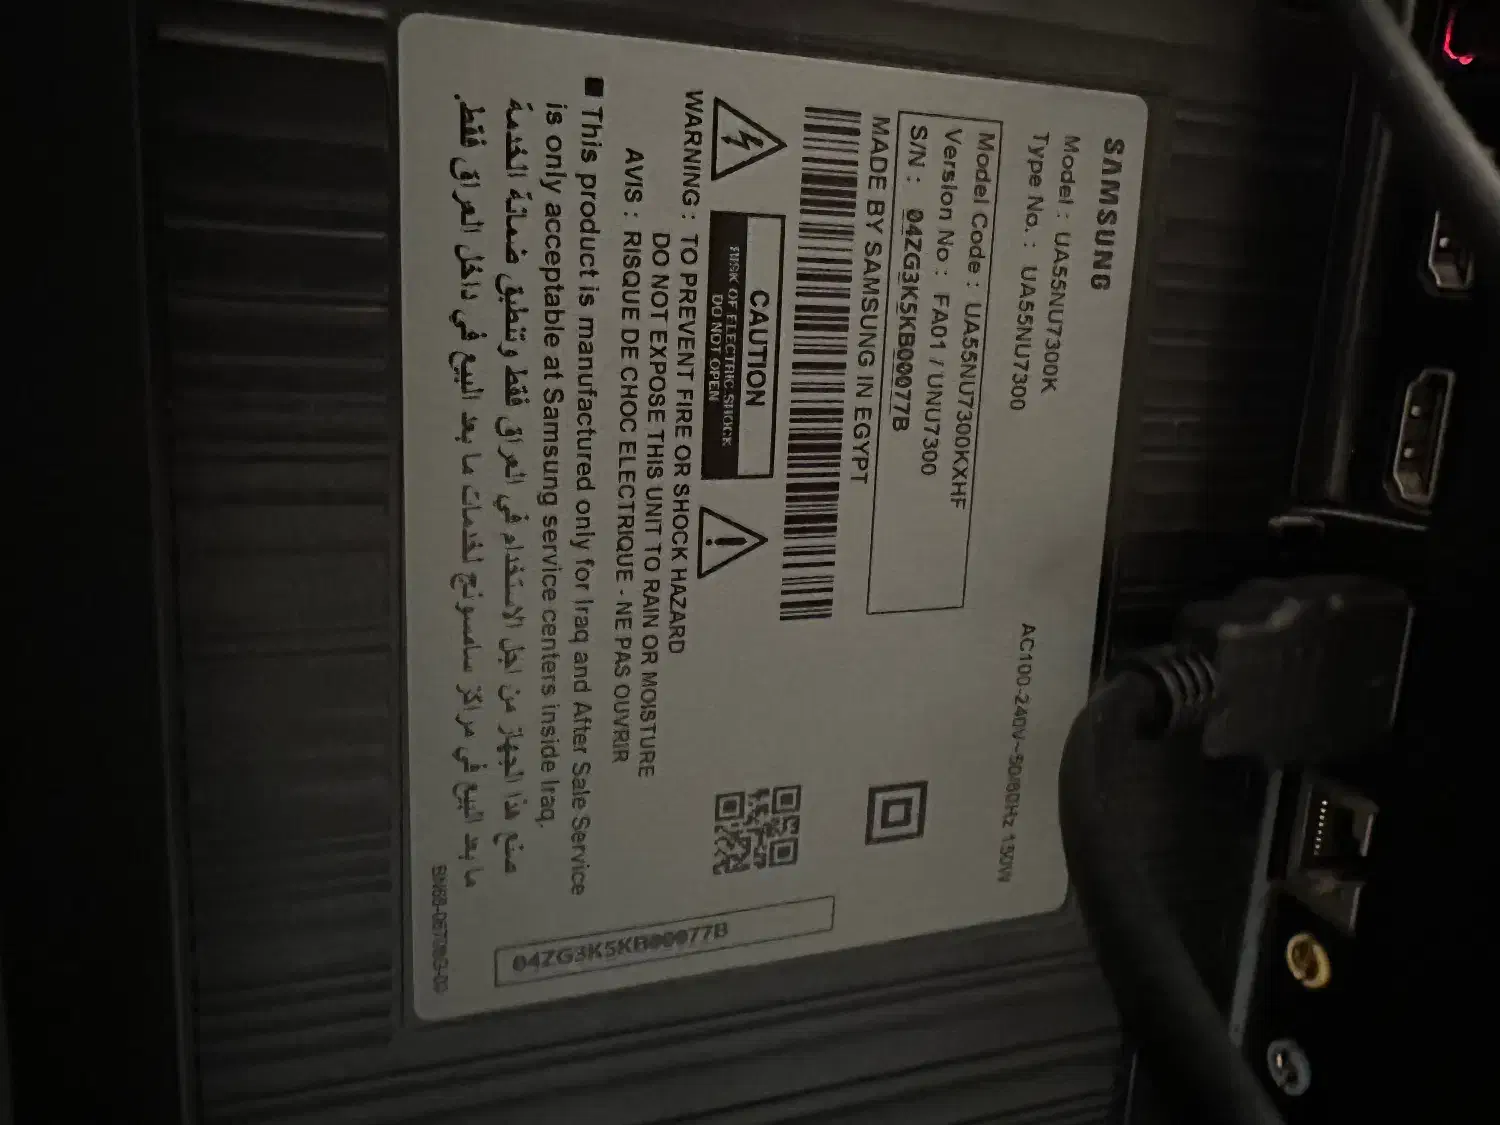 SAMSUNG
Model : UA55NU7300K
Type No. : UA55NU7300
AC100-240V~50/60Hz 130W
Model Code : UA55NU7300KXHF
Version No : FA01 / UNU7300
S/N : 04ZG3K5KB00077B
MADE BY SAMSUNG IN EGYPT
CAUTION
RISK OF ELECTRIC SHOCK
DO NOT OPEN
WARNING : TO PREVENT FIRE OR SHOCK HAZARD
DO NOT EXPOSE THIS UNIT TO RAIN OR MOISTURE
AVIS : RISQUE DE CHOC ELECTRIQUE - NE PAS OUVRIR
■ This product is manufactured only for Iraq and After Sale Service
is only acceptable at Samsung service centers inside Iraq.
صنع هذا الجهاز من اجل الاستخدام في العراق فقط وتنطبق ضمانة الخدمة
ما بعد البيع في مراكز سامسونج لخدمات ما بعد البيع في داخل العراق فقط.
04ZG3K5KB00077B